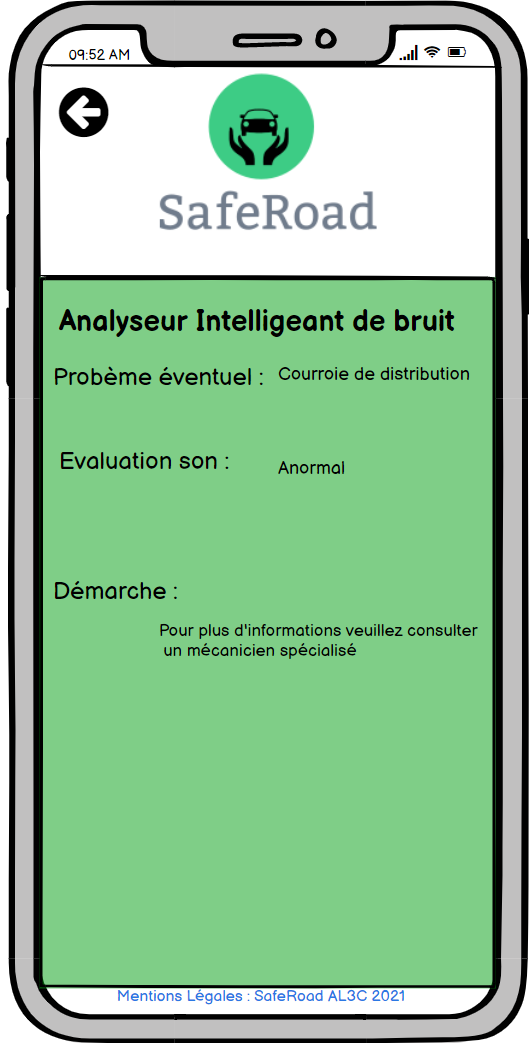 09:52 AM
SafeRoad
Analyseur Intelligeant de bruit
Probème éventuel : Courroie de distribution
Evaluation son : Anormal
Démarche :
Pour plus d'informations veuillez consulter
un mécanicien spécialisé
Mentions Légales : SafeRoad AL3C 2021